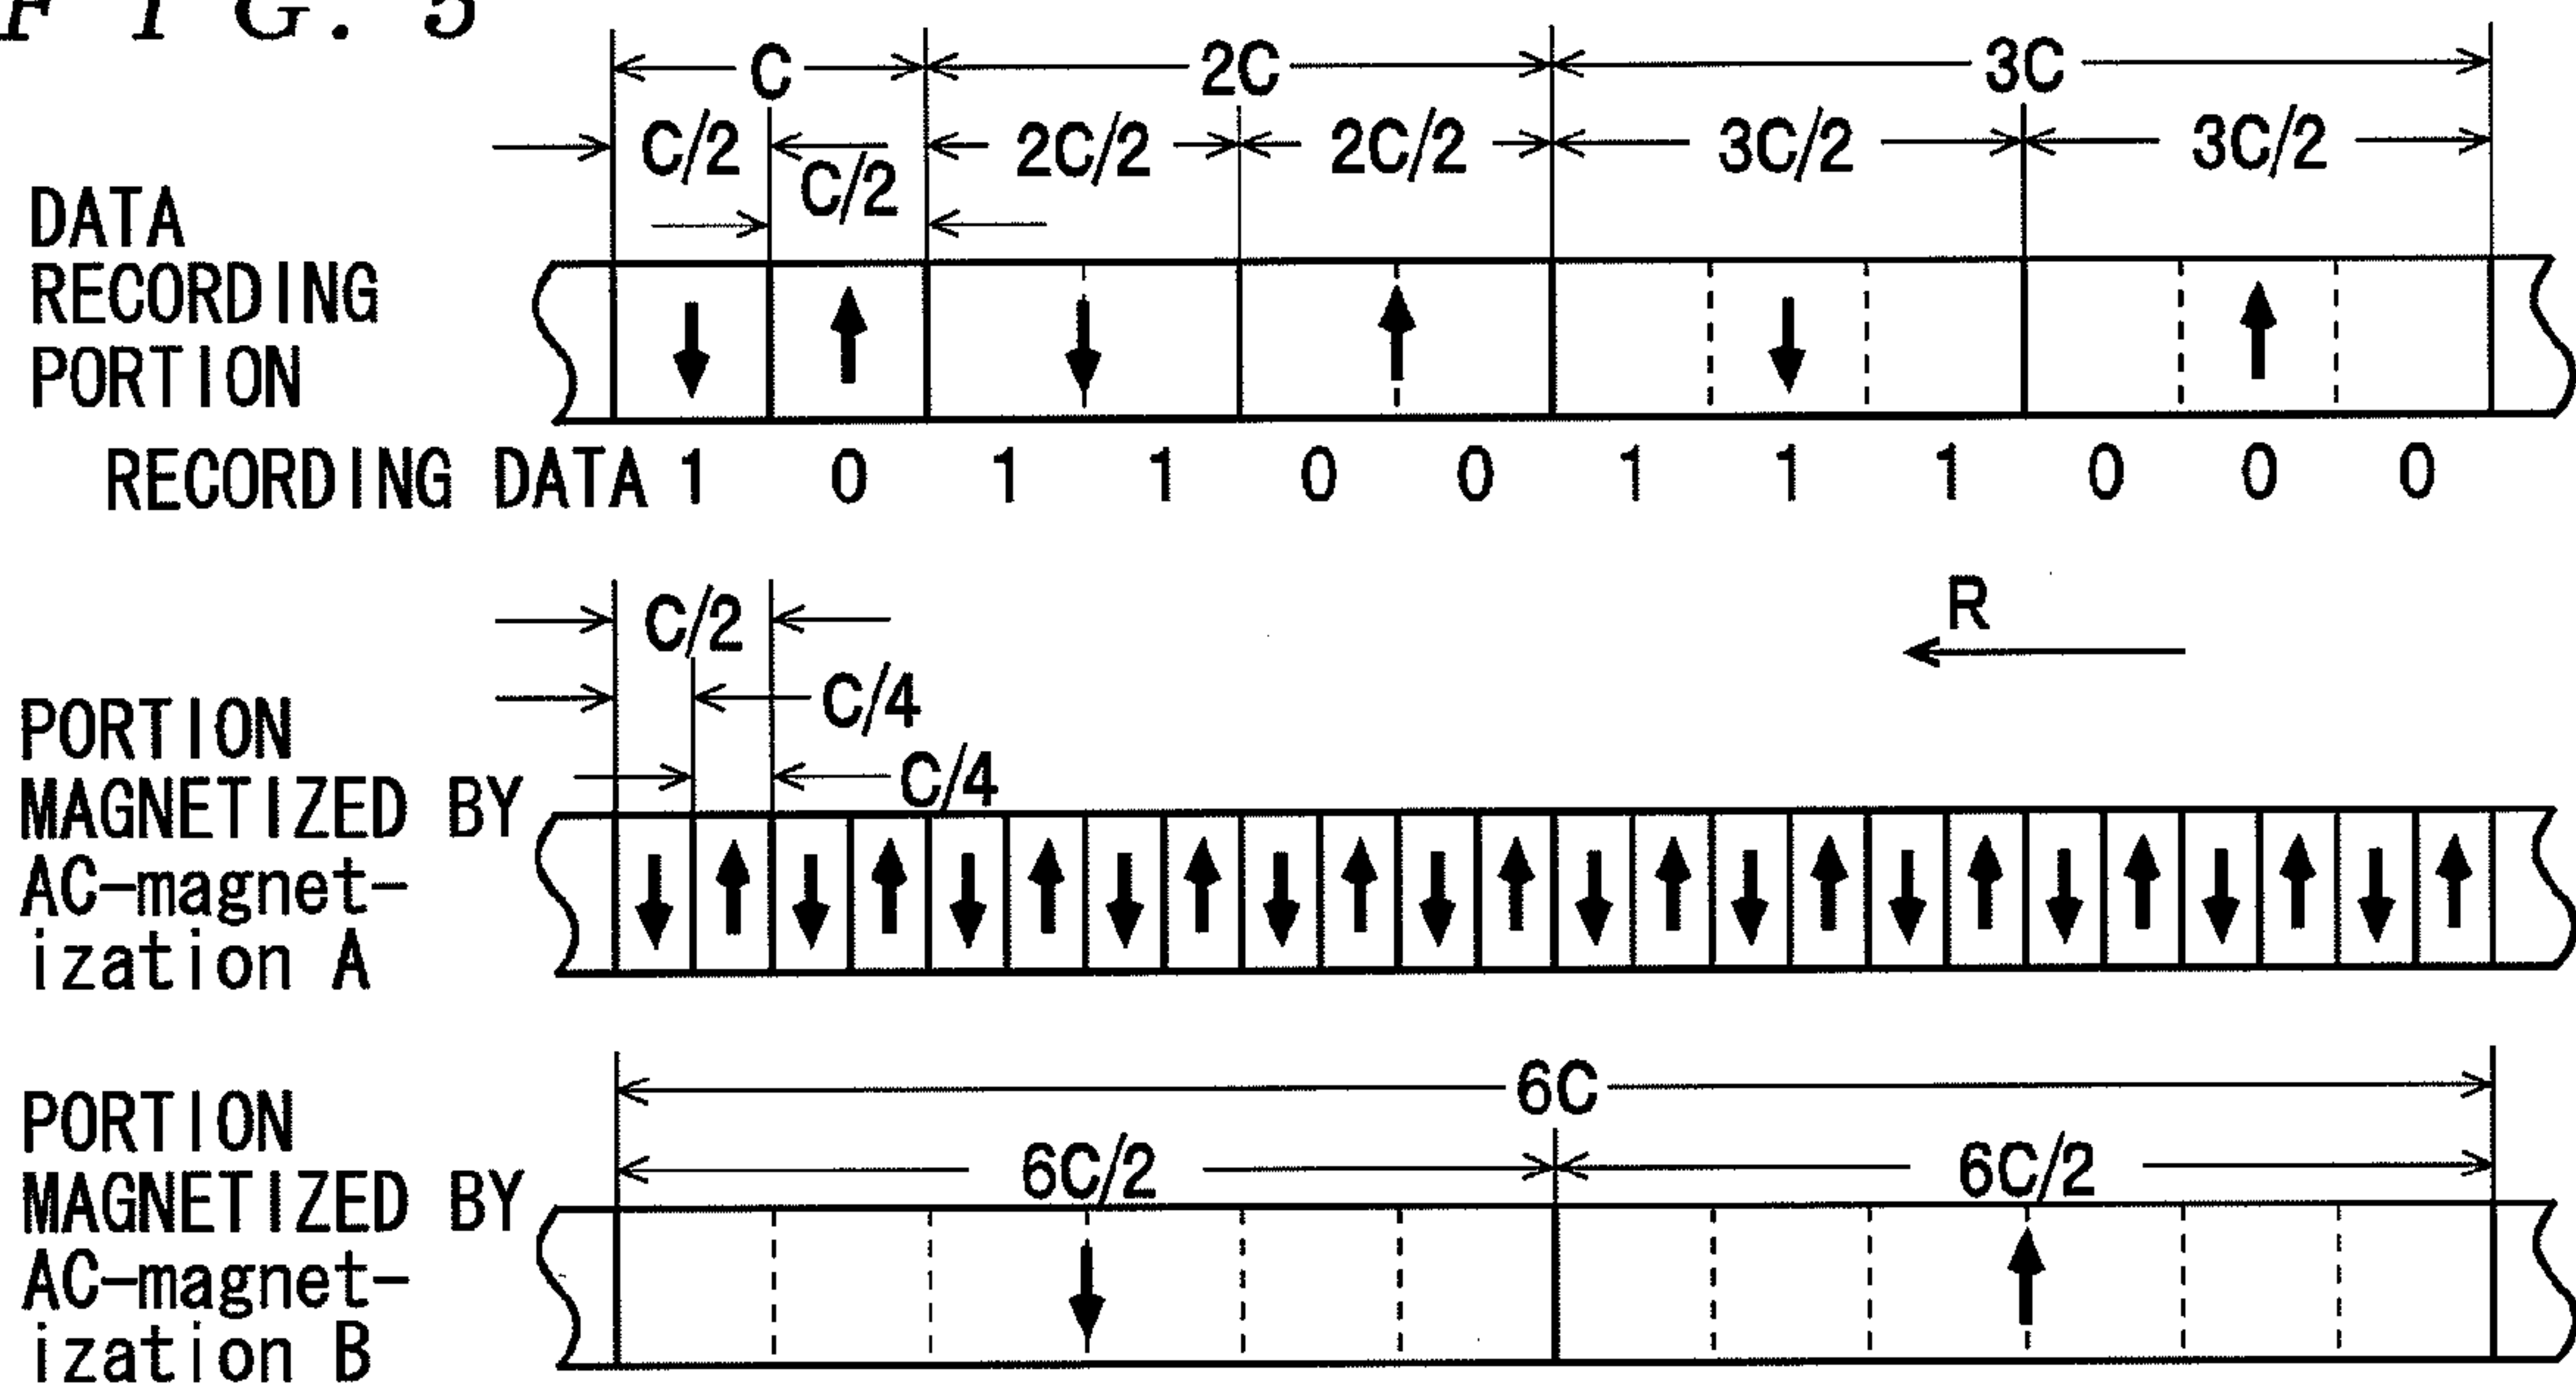 FIG. 5
C 2C 3C
C/2 C/2 2C/2 2C/2 3C/2 3C/2
DATA
RECORDING
PORTION
RECORDING DATA 1 0 1 1 0 0 1 1 1 0 0 0
R
C/2
C/4
C/4
PORTION
MAGNETIZED BY
AC-magnet-
ization A
6C
6C/2 6C/2
PORTION
MAGNETIZED BY
AC-magnet-
ization B